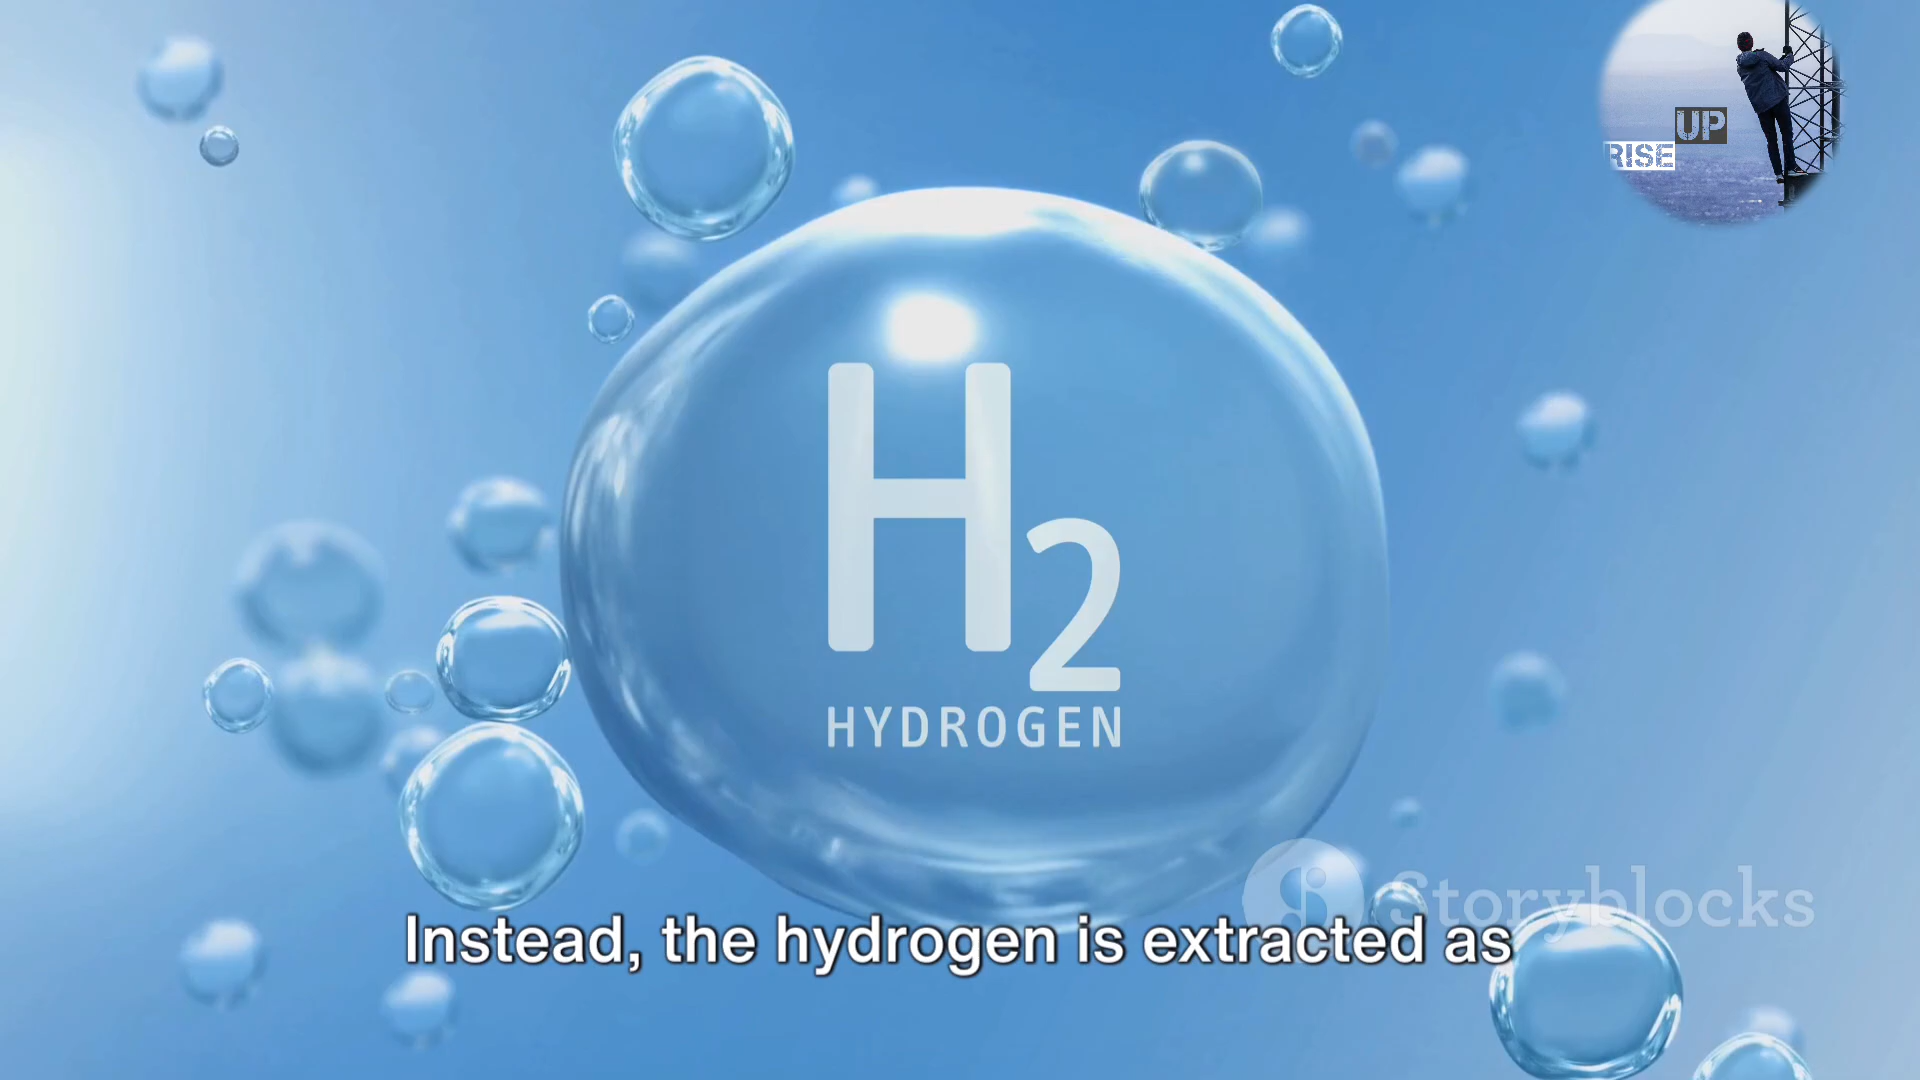 UP
RISE
H2
HYDROGEN
Storyblocks
Instead, the hydrogen is extracted as